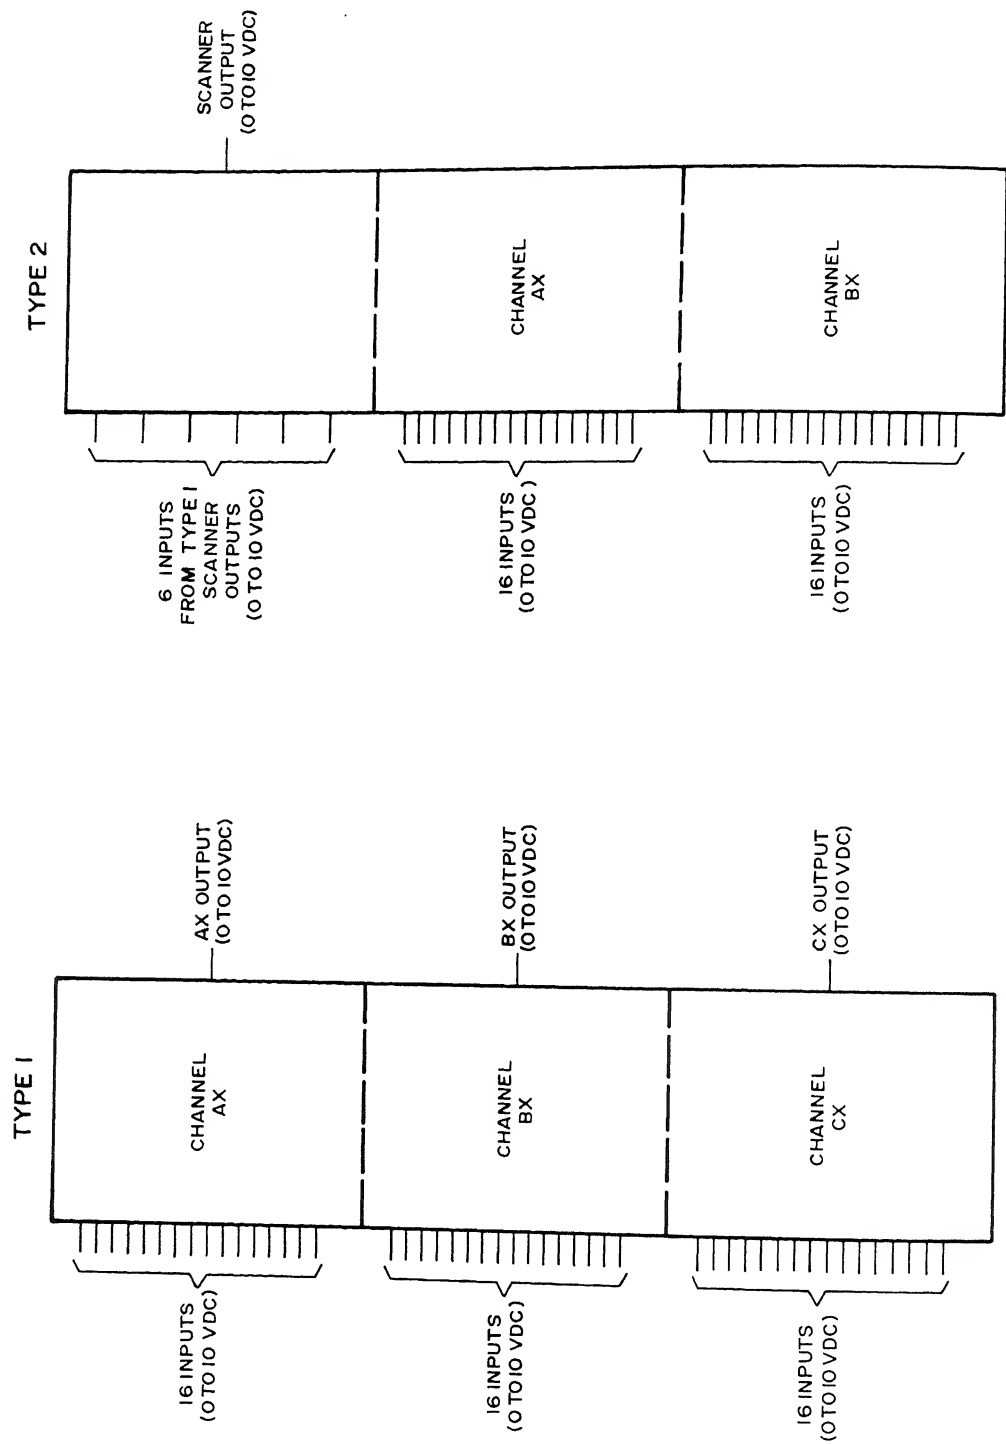 TYPE 1
16 INPUTS
(0 TO 10 VDC)
CHANNEL
AX
AX OUTPUT
(0 TO 10 VDC)
16 INPUTS
(0 TO 10 VDC)
CHANNEL
BX
BX OUTPUT
(0 TO 10 VDC)
16 INPUTS
(0 TO 10 VDC)
CHANNEL
CX
CX OUTPUT
(0 TO 10 VDC)
TYPE 2
6 INPUTS
FROM TYPE 1
SCANNER
OUTPUTS
(0 TO 10 VDC)
SCANNER
OUTPUT
(0 TO 10 VDC)
16 INPUTS
(0 TO 10 VDC)
CHANNEL
AX
16 INPUTS
(0 TO 10 VDC)
CHANNEL
BX